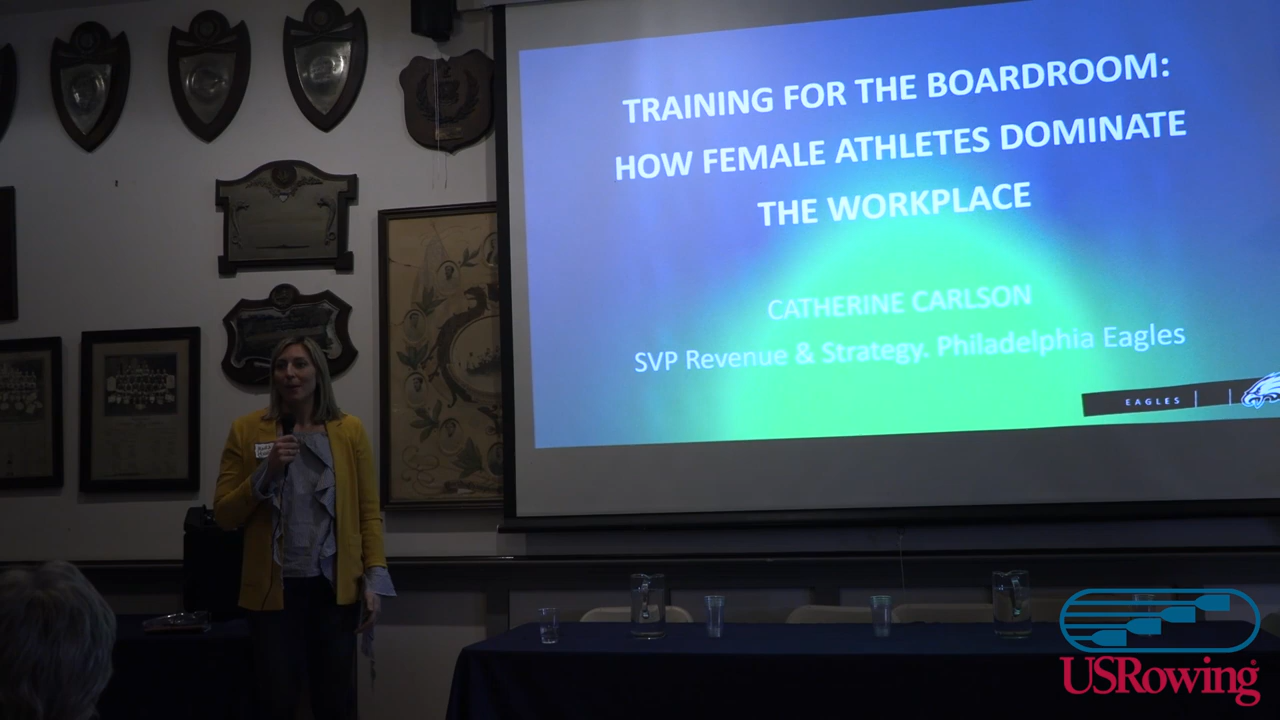 TRAINING FOR THE BOARDROOM:
HOW FEMALE ATHLETES DOMINATE
THE WORKPLACE
CATHERINE CARLSON
SVP Revenue & Strategy. Philadelphia Eagles
EAGLES
USRowing